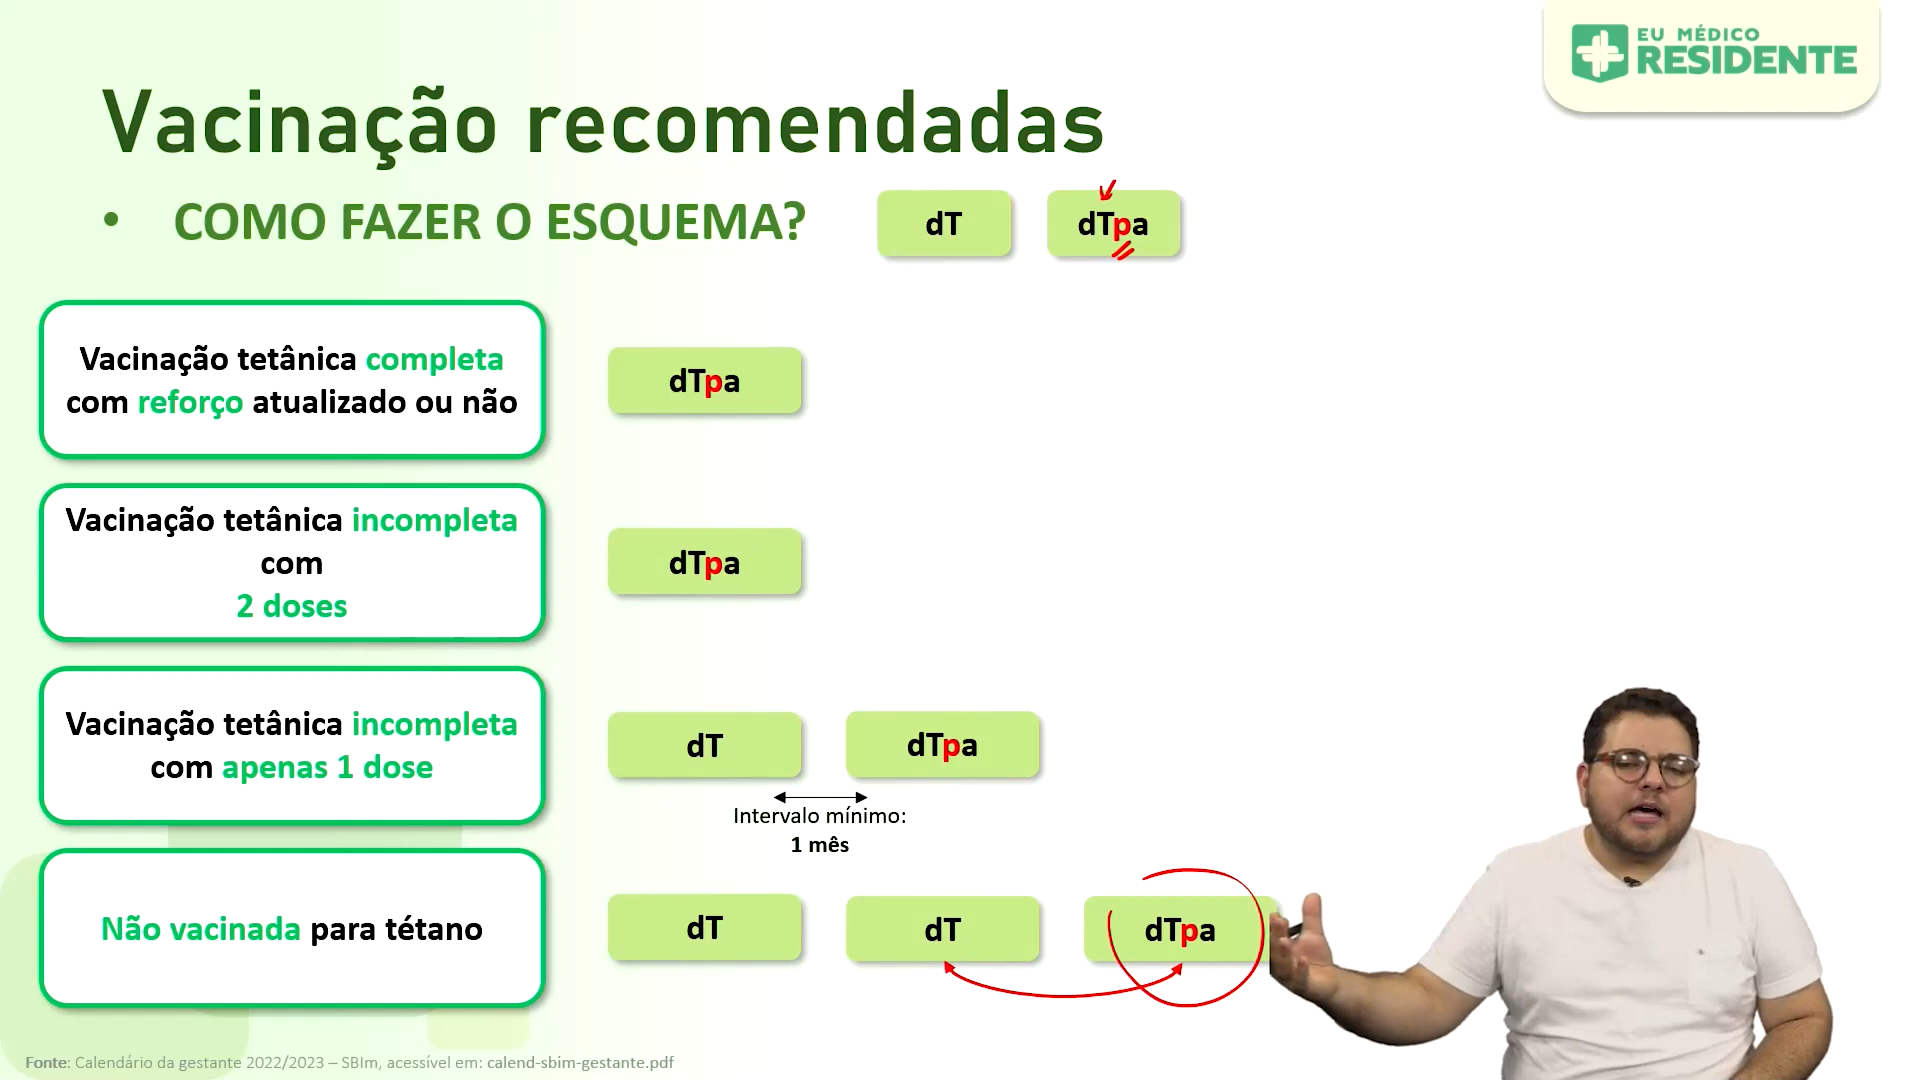 EU MÉDICO
RESIDENTE
Vacinação recomendadas
• COMO FAZER O ESQUEMA?
dT
dTpa
Vacinação tetânica completa
com reforço atualizado ou não
dTpa
Vacinação tetânica incompleta
com
2 doses
dTpa
Vacinação tetânica incompleta
com apenas 1 dose
dT
dTpa
Intervalo mínimo:
1 mês
Não vacinada para tétano
dT
dT
dTpa
Fonte: Calendário da gestante 2022/2023 – SBIm, acessível em: calend-sbim-gestante.pdf